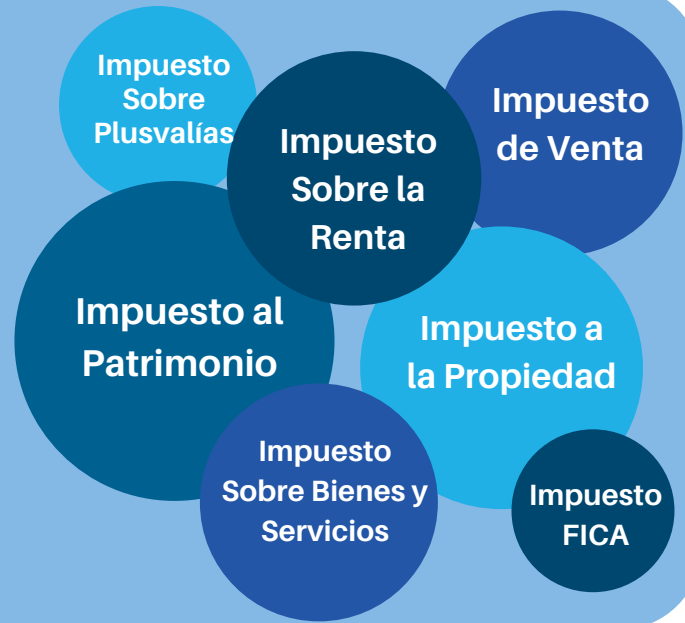 Impuesto
Sobre
Plusvalías
Impuesto
Sobre la
Renta
Impuesto
de Venta
Impuesto al
Patrimonio
Impuesto a
la Propiedad
Impuesto
Sobre Bienes y
Servicios
Impuesto
FICA